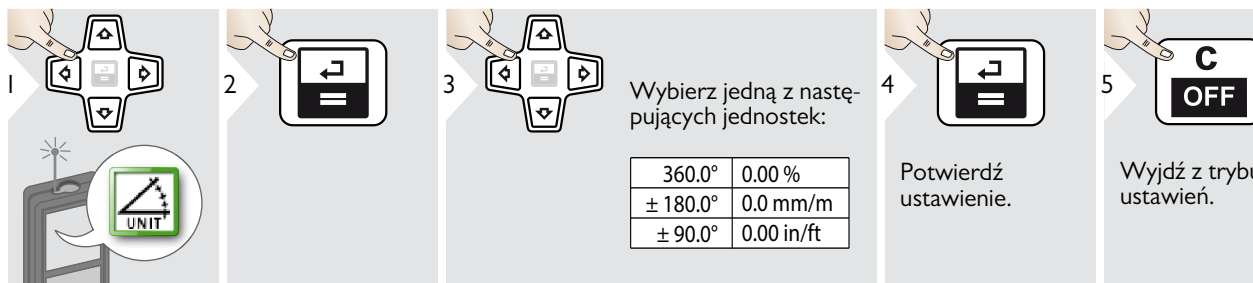 1
UNIT
2
3
Wybierz jedną z nastę-
pujących jednostek:
360.0° 0.00 %
± 180.0° 0.0 mm/m
± 90.0° 0.00 in/ft
4
Potwierdź
ustawienie.
5
C
OFF
Wyjdź z trybu
ustawień.